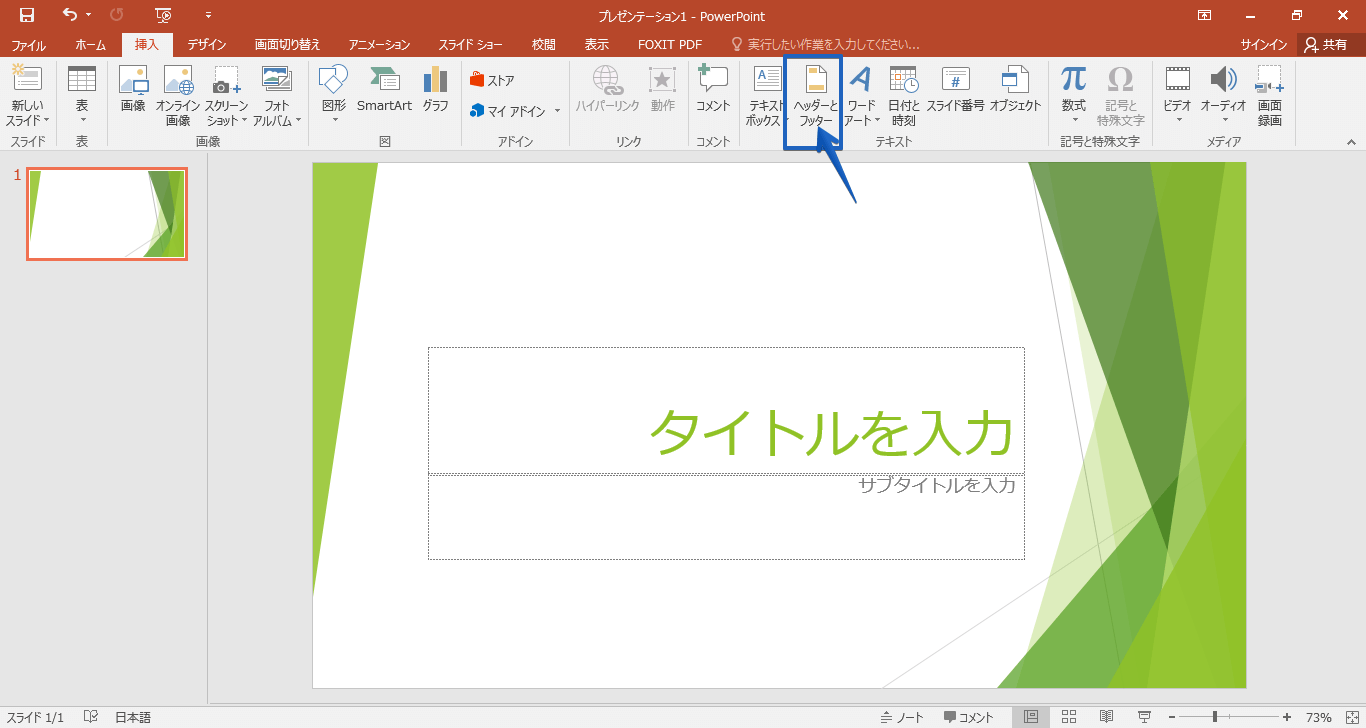 プレゼンテーション1 - PowerPoint
ファイル ホーム 挿入 デザイン 画面切り替え アニメーション スライド ショー 校閲 表示 FOXIT PDF 実行したい作業を入力してください... サインイン 共有
新しい
スライド
表
画像
オンライン
画像
スクリーン
ショット
フォト
アルバム
図形
SmartArt
グラフ
ストア
マイ アドイン
ハイパーリンク
動作
コメント
テキスト
ボックス
ヘッダーと
フッター
ワード
アート
日付と
時刻
スライド番号
オブジェクト
数式
記号と
特殊文字
ビデオ
オーディオ
画面
録画
スライド 表 画像 図 アドイン リンク コメント テキスト 記号と特殊文字 メディア
1
タイトルを入力
サブタイトルを入力
スライド 1/1 日本語 ノート コメント 73%